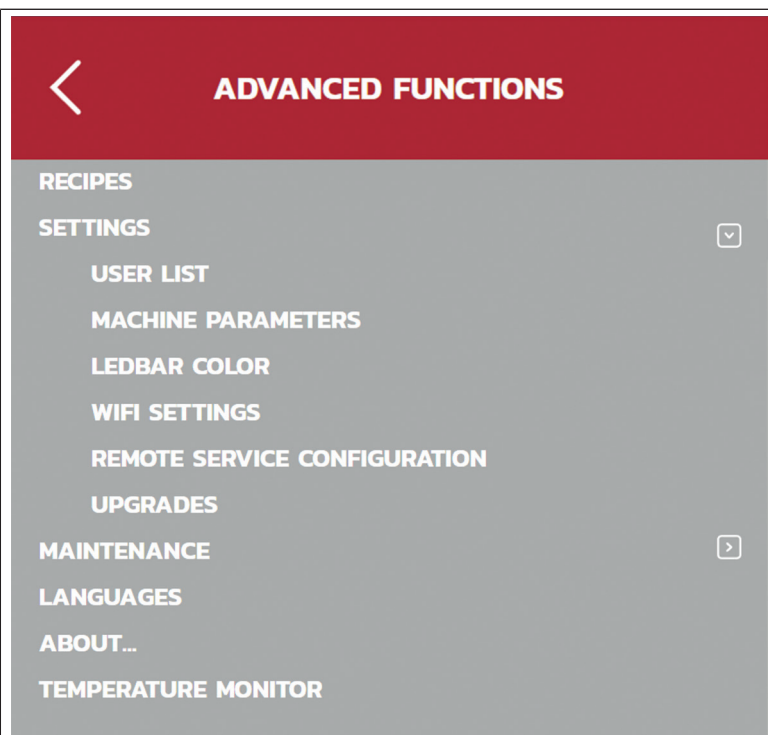 ADVANCED FUNCTIONS
RECIPES
SETTINGS
USER LIST
MACHINE PARAMETERS
LEDBAR COLOR
WIFI SETTINGS
REMOTE SERVICE CONFIGURATION
UPGRADES
MAINTENANCE
LANGUAGES
ABOUT...
TEMPERATURE MONITOR